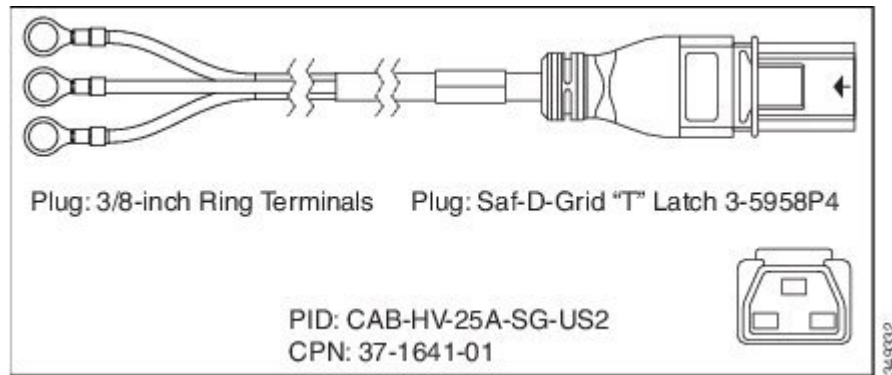 Plug: 3/8-inch Ring Terminals
Plug: Saf-D-Grid “T” Latch 3-5958P4
PID: CAB-HV-25A-SG-US2
CPN: 37-1641-01
349332